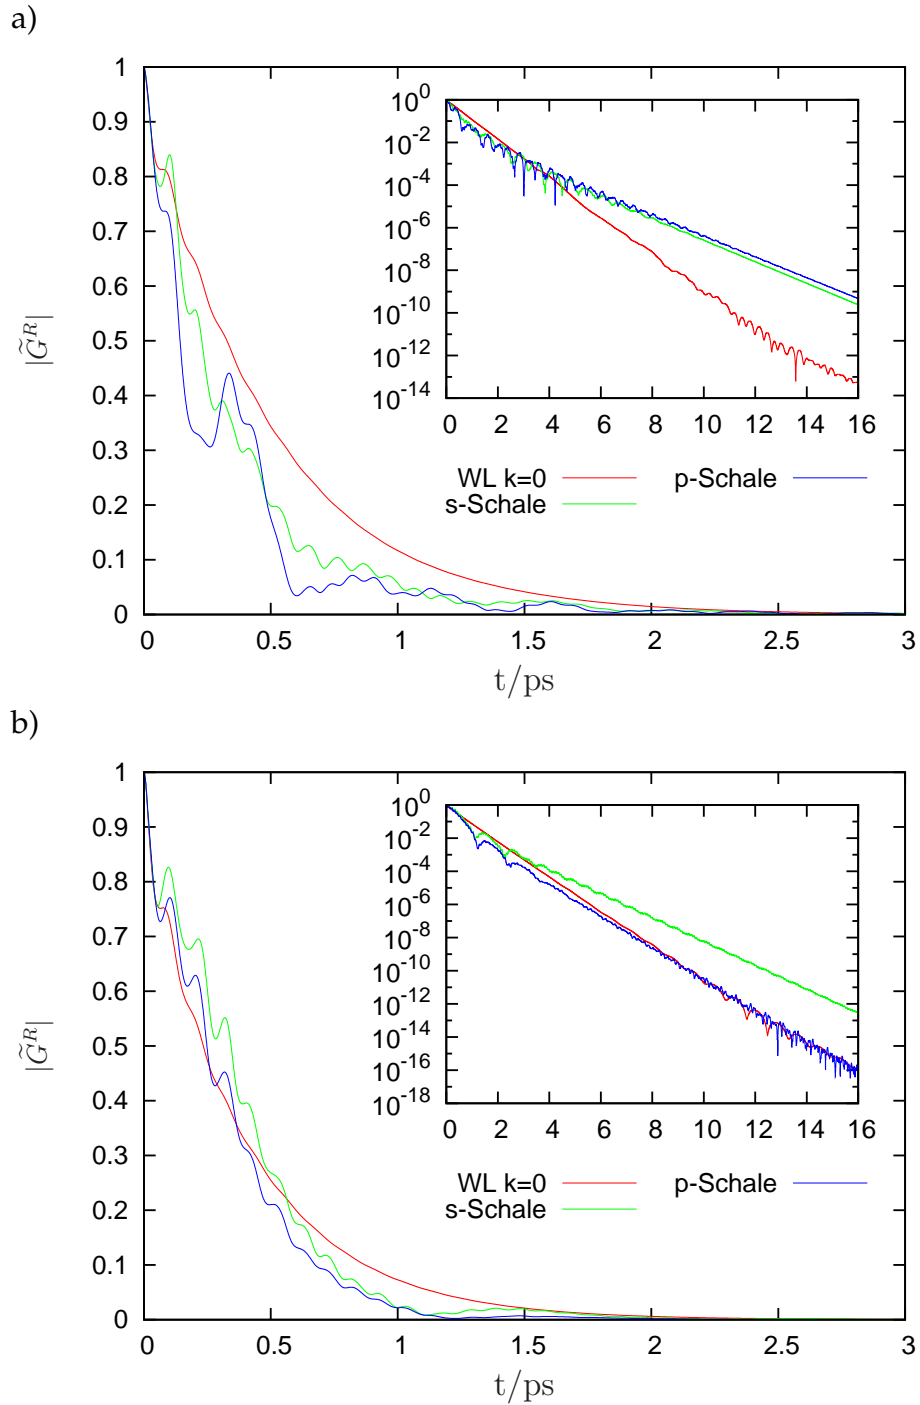 a)
1
0.9
0.8
0.7
0.6
0.5
0.4
0.3
0.2
0.1
0
|G̃^R|
0 0.5 1 1.5 2 2.5 3
t/ps
10^0
10^-2
10^-4
10^-6
10^-8
10^-10
10^-12
10^-14
0 2 4 6 8 10 12 14 16
WL k=0 p-Schale
s-Schale
b)
1
0.9
0.8
0.7
0.6
0.5
0.4
0.3
0.2
0.1
0
|G̃^R|
0 0.5 1 1.5 2 2.5 3
t/ps
10^0
10^-2
10^-4
10^-6
10^-8
10^-10
10^-12
10^-14
10^-16
10^-18
0 2 4 6 8 10 12 14 16
WL k=0 p-Schale
s-Schale